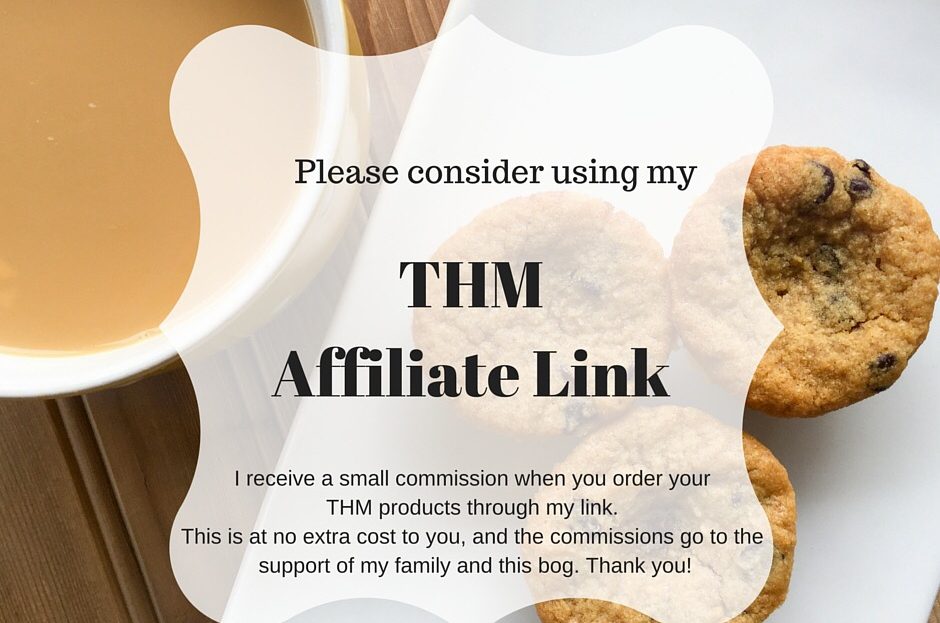 Please consider using my
THM
Affiliate Link
I receive a small commission when you order your
THM products through my link.
This is at no extra cost to you, and the commissions go to the
support of my family and this bog. Thank you!